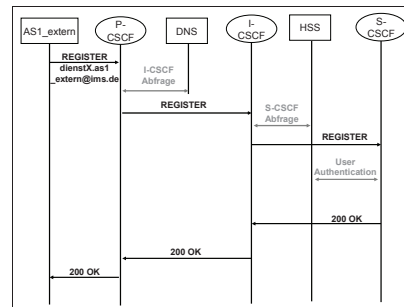 AS1_extern
P-
CSCF
DNS
I-
CSCF
HSS
S-
CSCF
REGISTER
dienstX.as1
_extern@ims.de
I-CSCF
Abfrage
REGISTER
S-CSCF
Abfrage
REGISTER
User
Authentication
200 OK
200 OK
200 OK